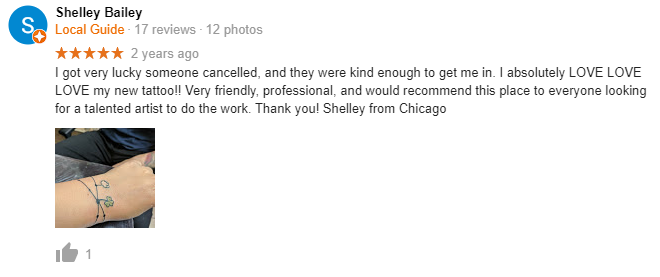 S
Shelley Bailey
Local Guide · 17 reviews · 12 photos
2 years ago
I got very lucky someone cancelled, and they were kind enough to get me in. I absolutely LOVE LOVE
LOVE my new tattoo!! Very friendly, professional, and would recommend this place to everyone looking
for a talented artist to do the work. Thank you! Shelley from Chicago
1